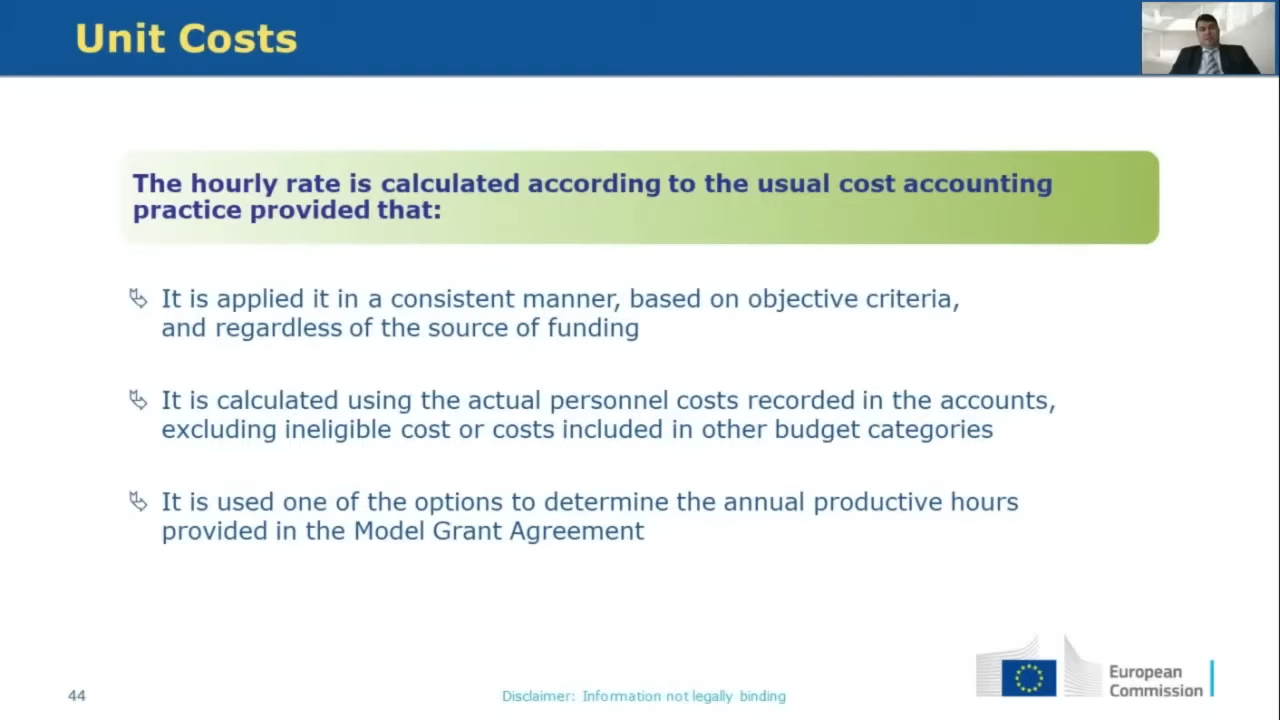 Unit Costs
The hourly rate is calculated according to the usual cost accounting
practice provided that:
It is applied it in a consistent manner, based on objective criteria,
and regardless of the source of funding
It is calculated using the actual personnel costs recorded in the accounts,
excluding ineligible cost or costs included in other budget categories
It is used one of the options to determine the annual productive hours
provided in the Model Grant Agreement
European
Commission
44
Disclaimer: Information not legally binding